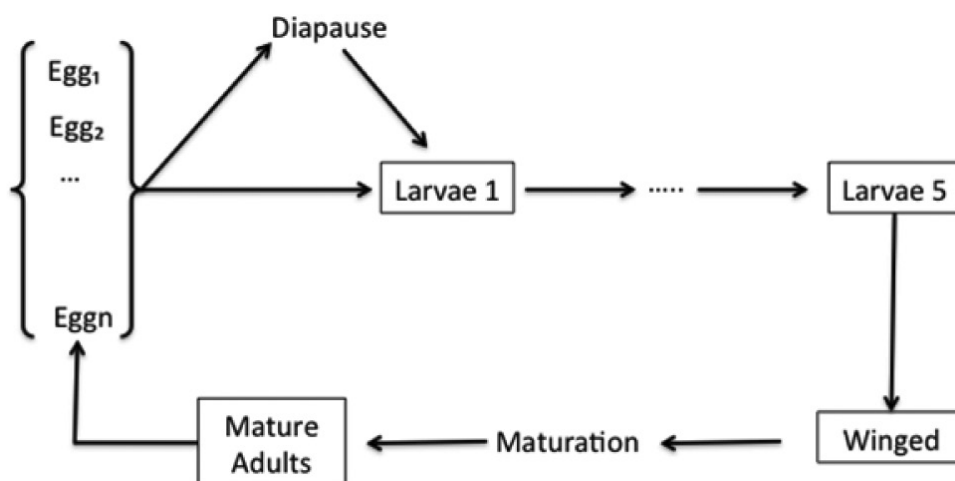 Diapause
Egg₁
Egg₂
...
Eggn
Larvae 1
.....
Larvae 5
Mature
Adults
Maturation
Winged